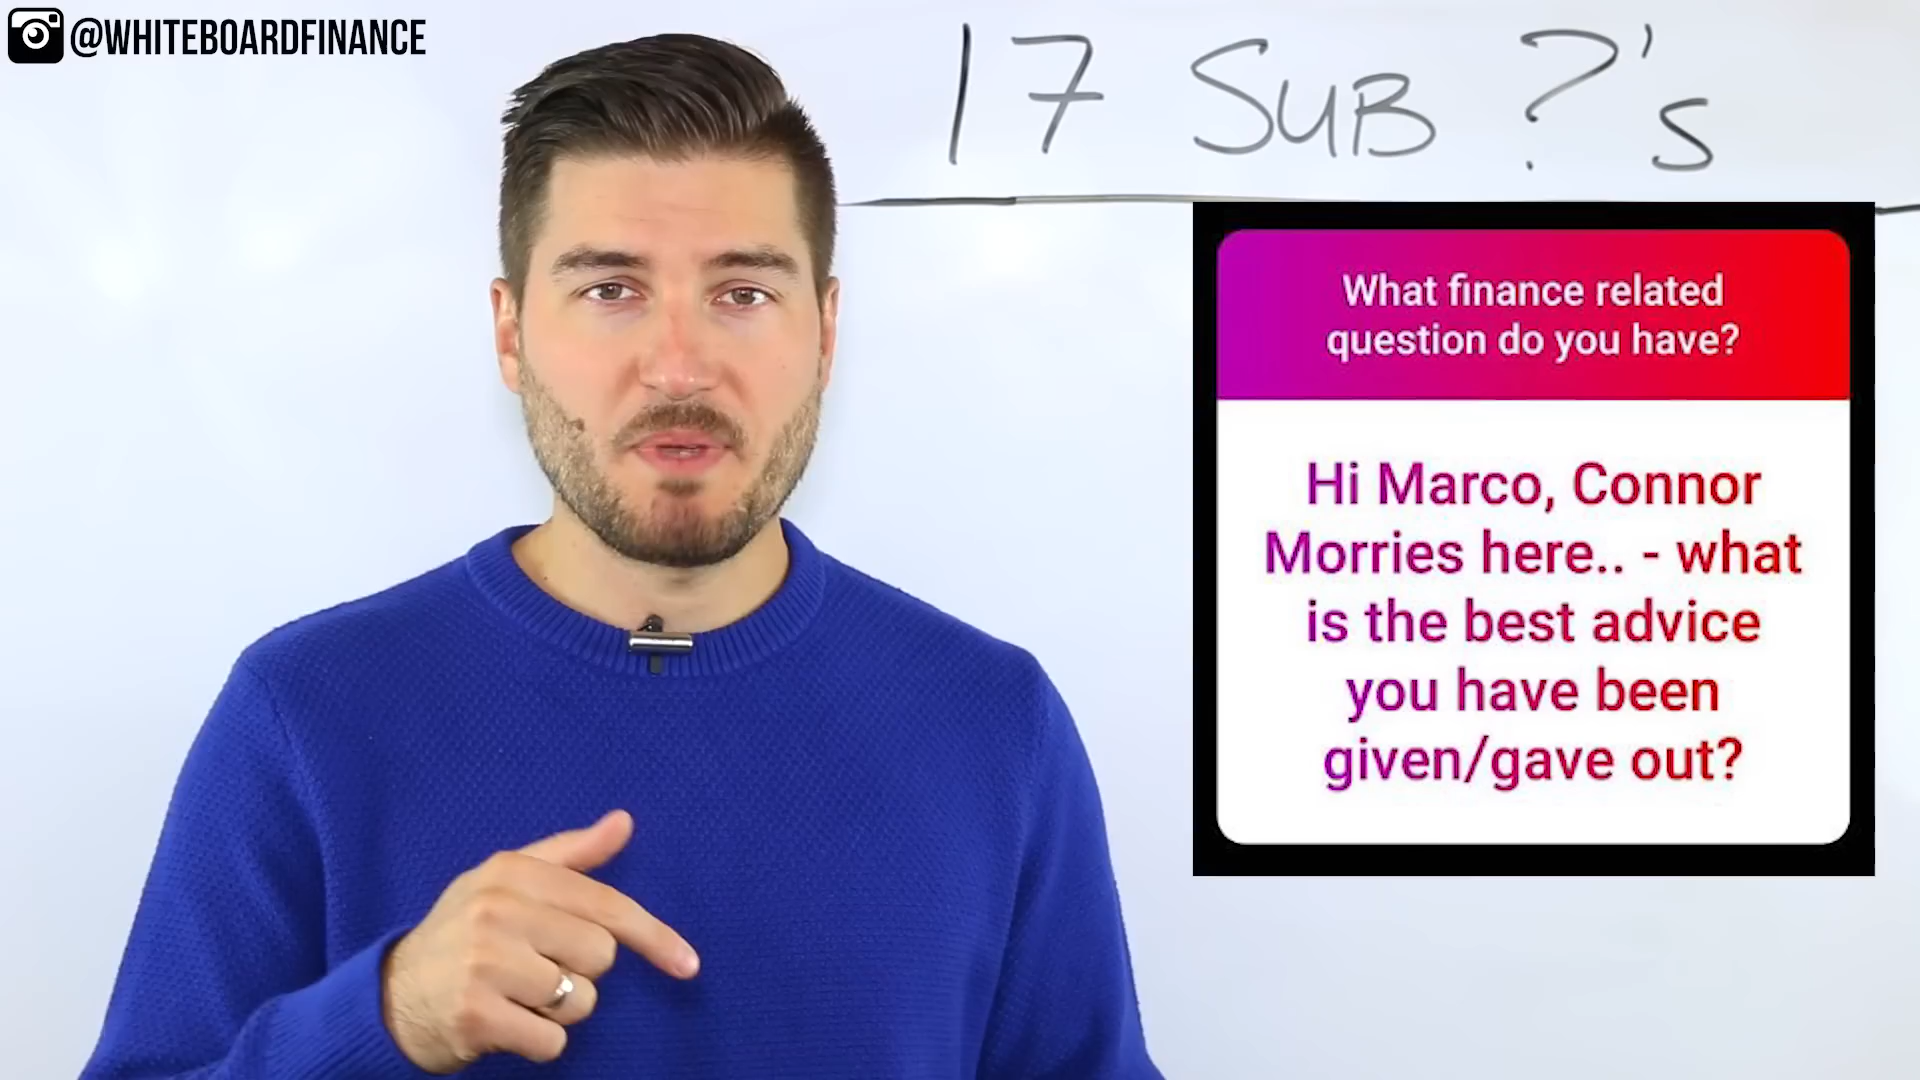 @WHITEBOARDFINANCE
17 SUB ?'s
What finance related
question do you have?
Hi Marco, Connor
Morries here.. - what
is the best advice
you have been
given/gave out?